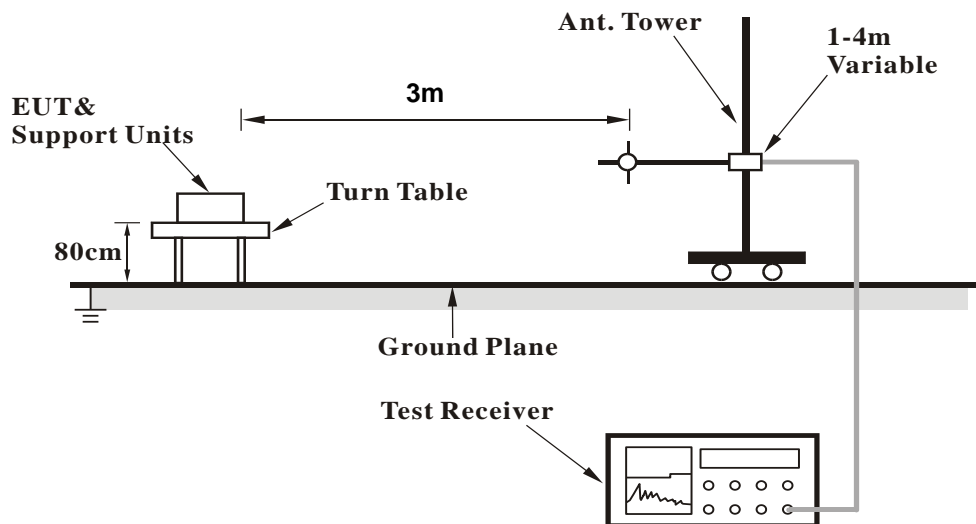 Ant. Tower
1-4m
Variable
3m
EUT&
Support Units
Turn Table
80cm
Ground Plane
Test Receiver